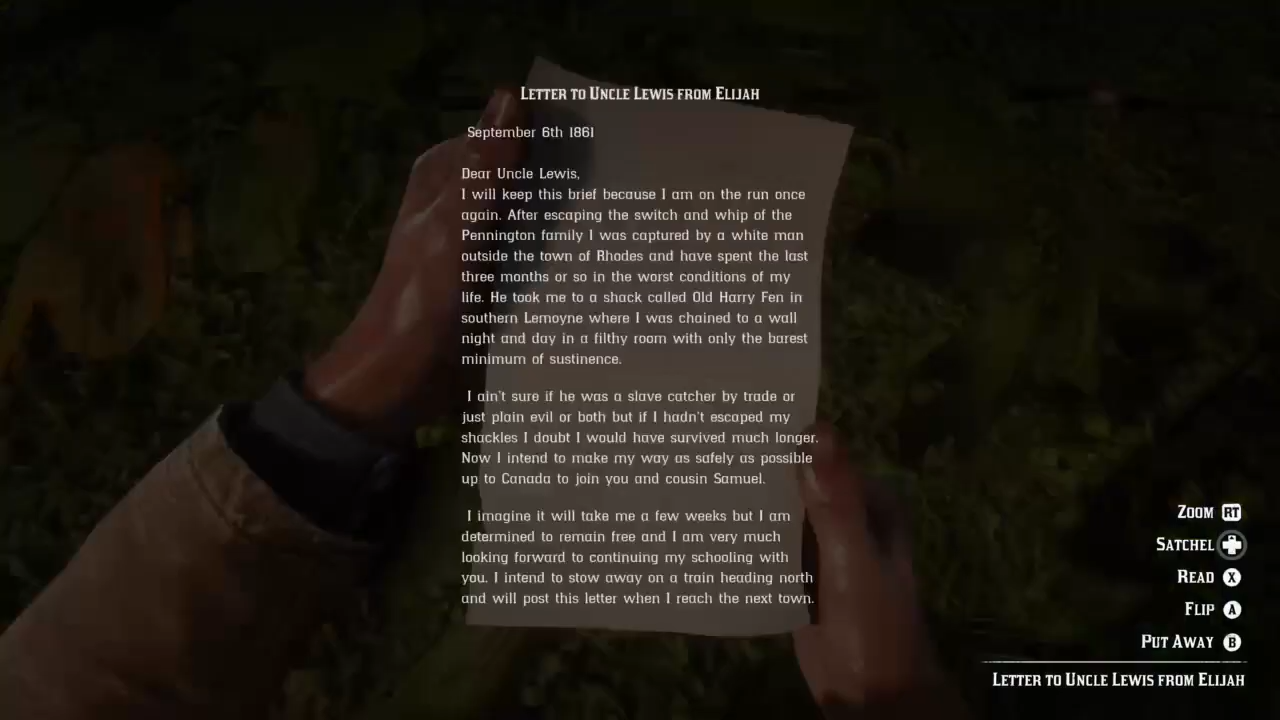 LETTER TO UNCLE LEWIS FROM ELIJAH
September 6th 1861
Dear Uncle Lewis,
I will keep this brief because I am on the run once
again. After escaping the switch and whip of the
Pennington family I was captured by a white man
outside the town of Rhodes and have spent the last
three months or so in the worst conditions of my
life. He took me to a shack called Old Harry Fen in
southern Lemoyne where I was chained to a wall
night and day in a filthy room with only the barest
minimum of sustinence.
I ain't sure if he was a slave catcher by trade or
just plain evil or both but if I hadn't escaped my
shackles I doubt I would have survived much longer.
Now I intend to make my way as safely as possible
up to Canada to join you and cousin Samuel.
I imagine it will take me a few weeks but I am
determined to remain free and I am very much
looking forward to continuing my schooling with
you. I intend to stow away on a train heading north
and will post this letter when I reach the next town.
ZOOM RT
SATCHEL
READ X
FLIP A
PUT AWAY B
LETTER TO UNCLE LEWIS FROM ELIJAH